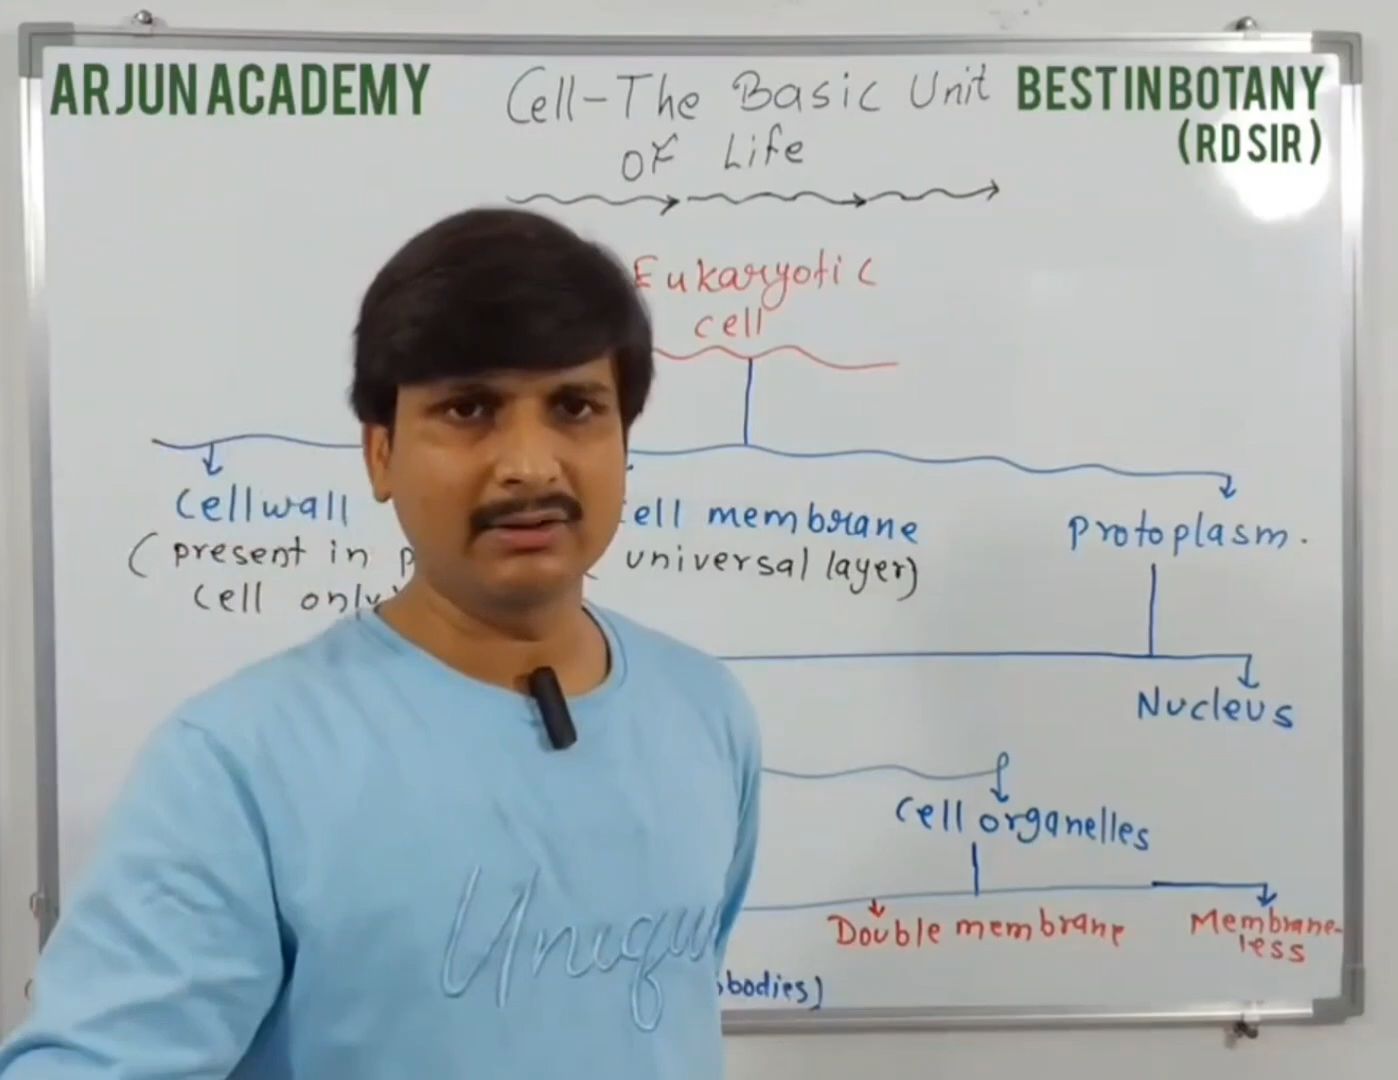 ARJUN ACADEMY
Cell-The Basic Unit
of Life
BEST IN BOTANY
(RD SIR)
Eukaryotic
cell
Cellwall
(present in
cell only
membrane
universal layer)
protoplasm.
Nucleus
Cell organelles
Double membrane
Membrane-
less
bodies)
Unique